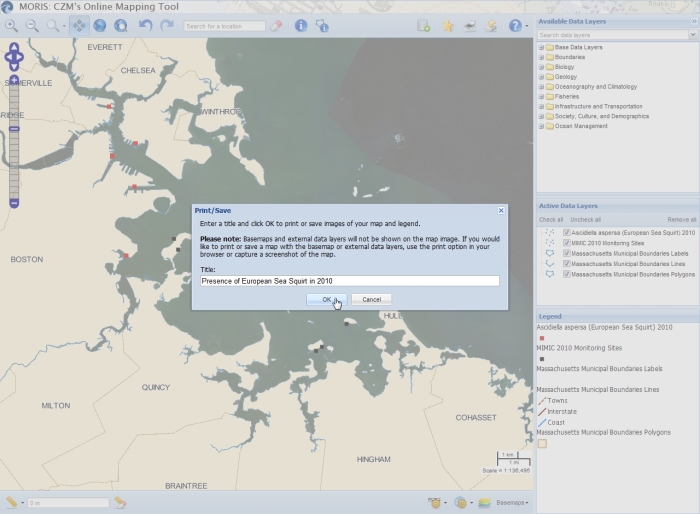 MORIS: CZM's Online Mapping Tool
Search for a location
EVERETT
CHELSEA
WINTHROP
BOSTON
QUINCY
MILTON
HULL
COHASSET
HINGHAM
BRAINTREE
1 km
1 mi
Scale = 1:136,495
Print/Save
Enter a title and click OK to print or save images of your map and legend.
Please note: Basemaps and external data layers will not be shown on the map image. If you would
like to print or save a map with the basemap or external data layers, use the print option in your
browser or capture a screenshot of the map.
Title:
Presence of European Sea Squirt in 2010
OK
Cancel
Available Data Layers
Search data layers
Base Data Layers
Boundaries
Biology
Geology
Oceanography and Climatology
Fisheries
Infrastructure and Transportation
Society, Culture, and Demographics
Ocean Management
Active Data Layers
Check all Uncheck all Remove all
Ascidiella aspersa (European Sea Squirt) 2010
MIMIC 2010 Monitoring Sites
Massachusetts Municipal Boundaries Labels
Massachusetts Municipal Boundaries Lines
Massachusetts Municipal Boundaries Polygons
Legend
Ascidiella aspersa (European Sea Squirt) 2010
MIMIC 2010 Monitoring Sites
Massachusetts Municipal Boundaries Labels
Massachusetts Municipal Boundaries Lines
Towns
Interstate
Coast
Massachusetts Municipal Boundaries Polygons
0 m
Basemaps